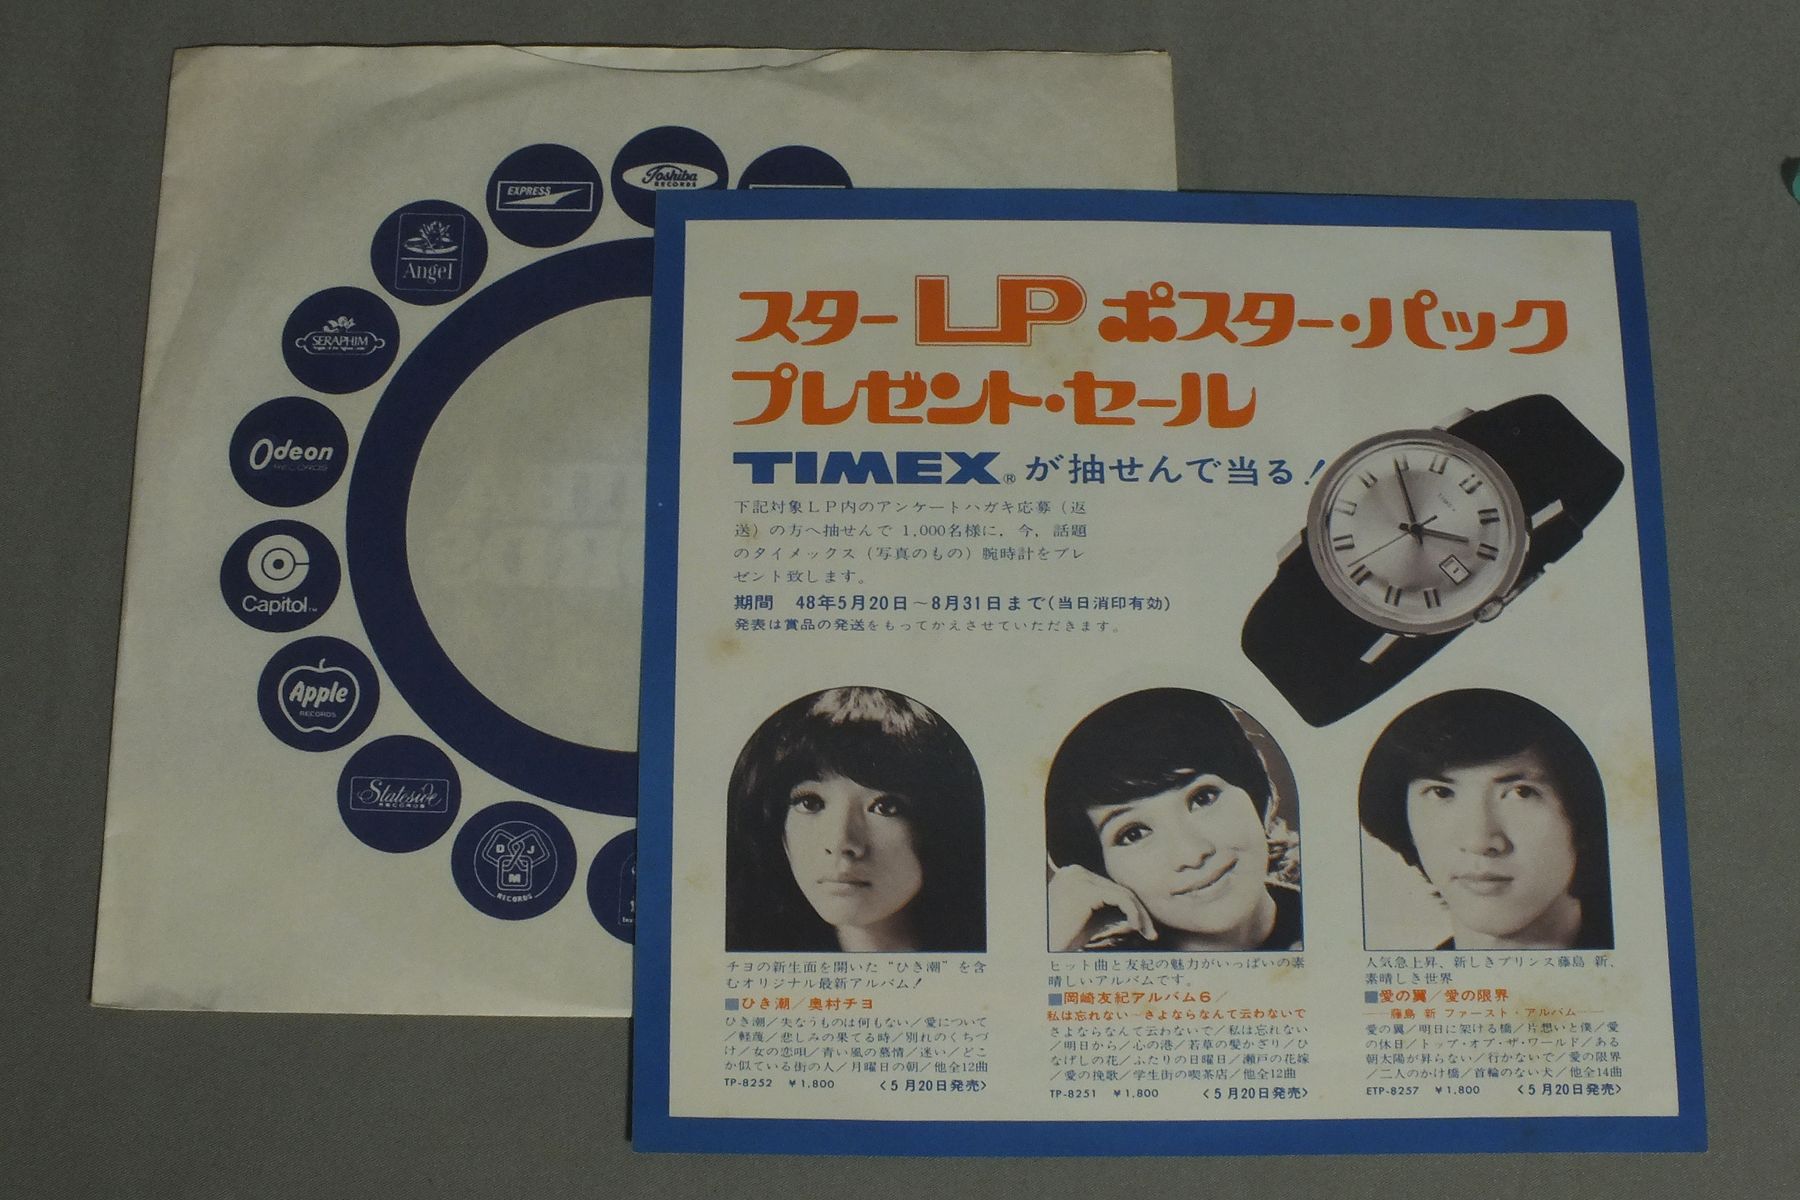 EXPRESS
Toshiba
RECORDS
Angel
SERAPHIM
Odeon
RECORDS
Capitol
Apple
RECORDS
Stateside
RECORDS
D J
M
RECORDS
スターLPポスター・パック
プレゼント・セール
TIMEX®が抽せんで当る!
下記対象LP内のアンケートハガキ応募(返
送)の方へ抽せんで1,000名様に,今,話題
のタイメックス(写真のもの)腕時計をプレ
ゼント致します。
期間 48年5月20日~8月31日まで(当日消印有効)
発表は賞品の発送をもってかえさせていただきます。
TIMEX
チヨの新生面を開いた“ひき潮”を含
むオリジナル最新アルバム!
■ひき潮/奥村チヨ
ひき潮/失なうものは何もない/愛について
/軽蔑/悲しみの果てる時/別れのくちづ
け/女の恋唄/青い風の慕情/迷い/どこ
か似ている街の人/月曜日の朝/他全12曲
TP-8252 ¥1,800 〈5月20日発売〉
ヒット曲と友紀の魅力がいっぱいの素
晴しいアルバムです。
■岡崎友紀アルバム6/
私は忘れない〜さよならなんて云わないで
さよならなんて云わないで/私は忘れない
/明日から/心の港/若草の髪かざり/ひ
なげしの花/ふたりの日曜日/瀬戸の花嫁
/愛の挽歌/学生街の喫茶店/他全12曲
TP-8251 ¥1,800 〈5月20日発売〉
人気急上昇、新しきプリンス藤島 新、
素晴しき世界
■愛の翼/愛の限界
——藤島 新 ファースト・アルバム——
愛の翼/明日に架ける橋/片想いと僕/愛
の休日/トップ・オブ・ザ・ワールド/ある
朝太陽が昇らない/行かないで/愛の限界
/二人のかけ橋/首輪のない犬/他全14曲
ETP-8257 ¥1,800 〈5月20日発売〉